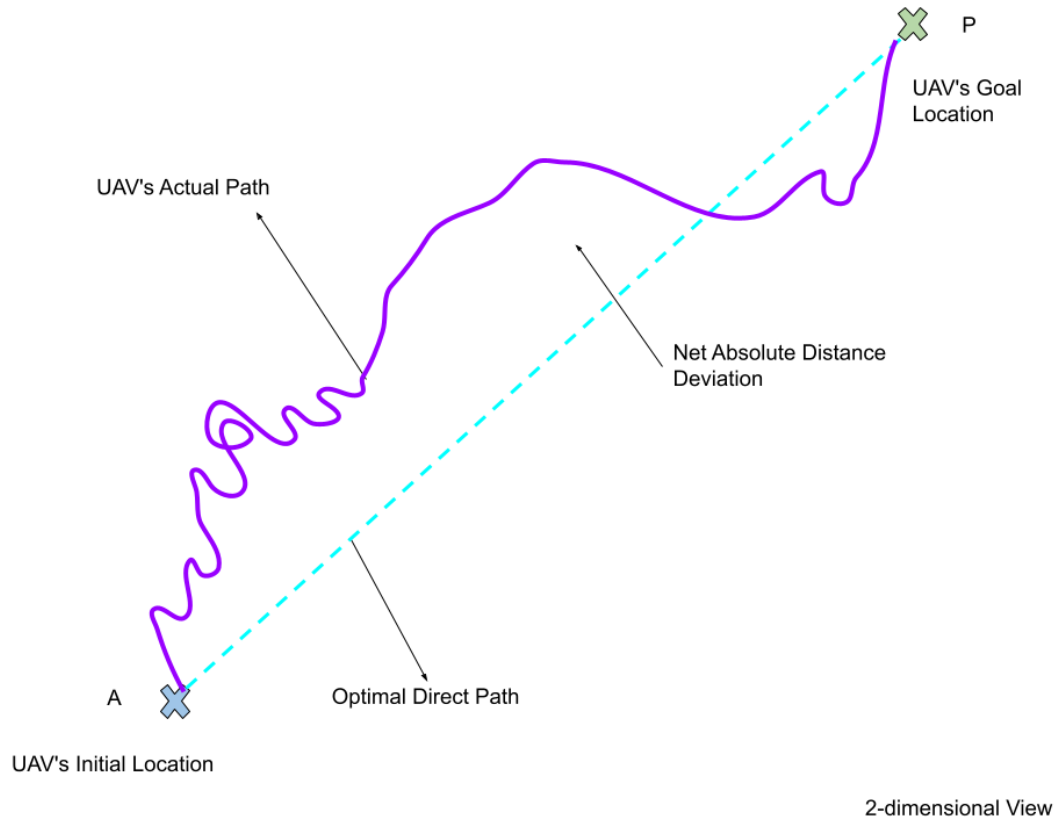 P
UAV's Goal
Location
UAV's Actual Path
Net Absolute Distance
Deviation
A
Optimal Direct Path
UAV's Initial Location
2-dimensional View